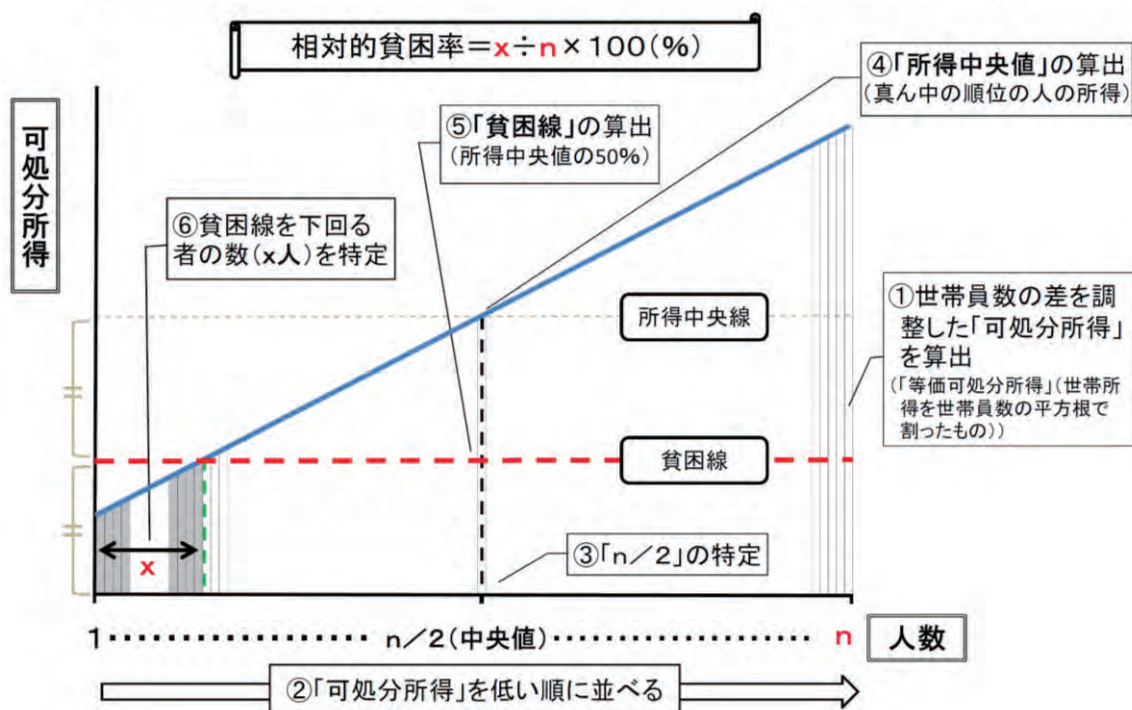 相対的貧困率＝x÷n×100(％)
④「所得中央値」の算出
(真ん中の順位の人の所得)
可処分所得
⑤「貧困線」の算出
(所得中央値の50%)
⑥貧困線を下回る
者の数(x人)を特定
①世帯員数の差を調
整した「可処分所得」
を算出
(「等価可処分所得」(世帯所
得を世帯員数の平方根で
割ったもの))
所得中央線
貧困線
x
③「n／2」の特定
1・・・・・・・・・・・・・・・・・・ n／2(中央値)・・・・・・・・・・・・・・・・・・ n
人数
②「可処分所得」を低い順に並べる